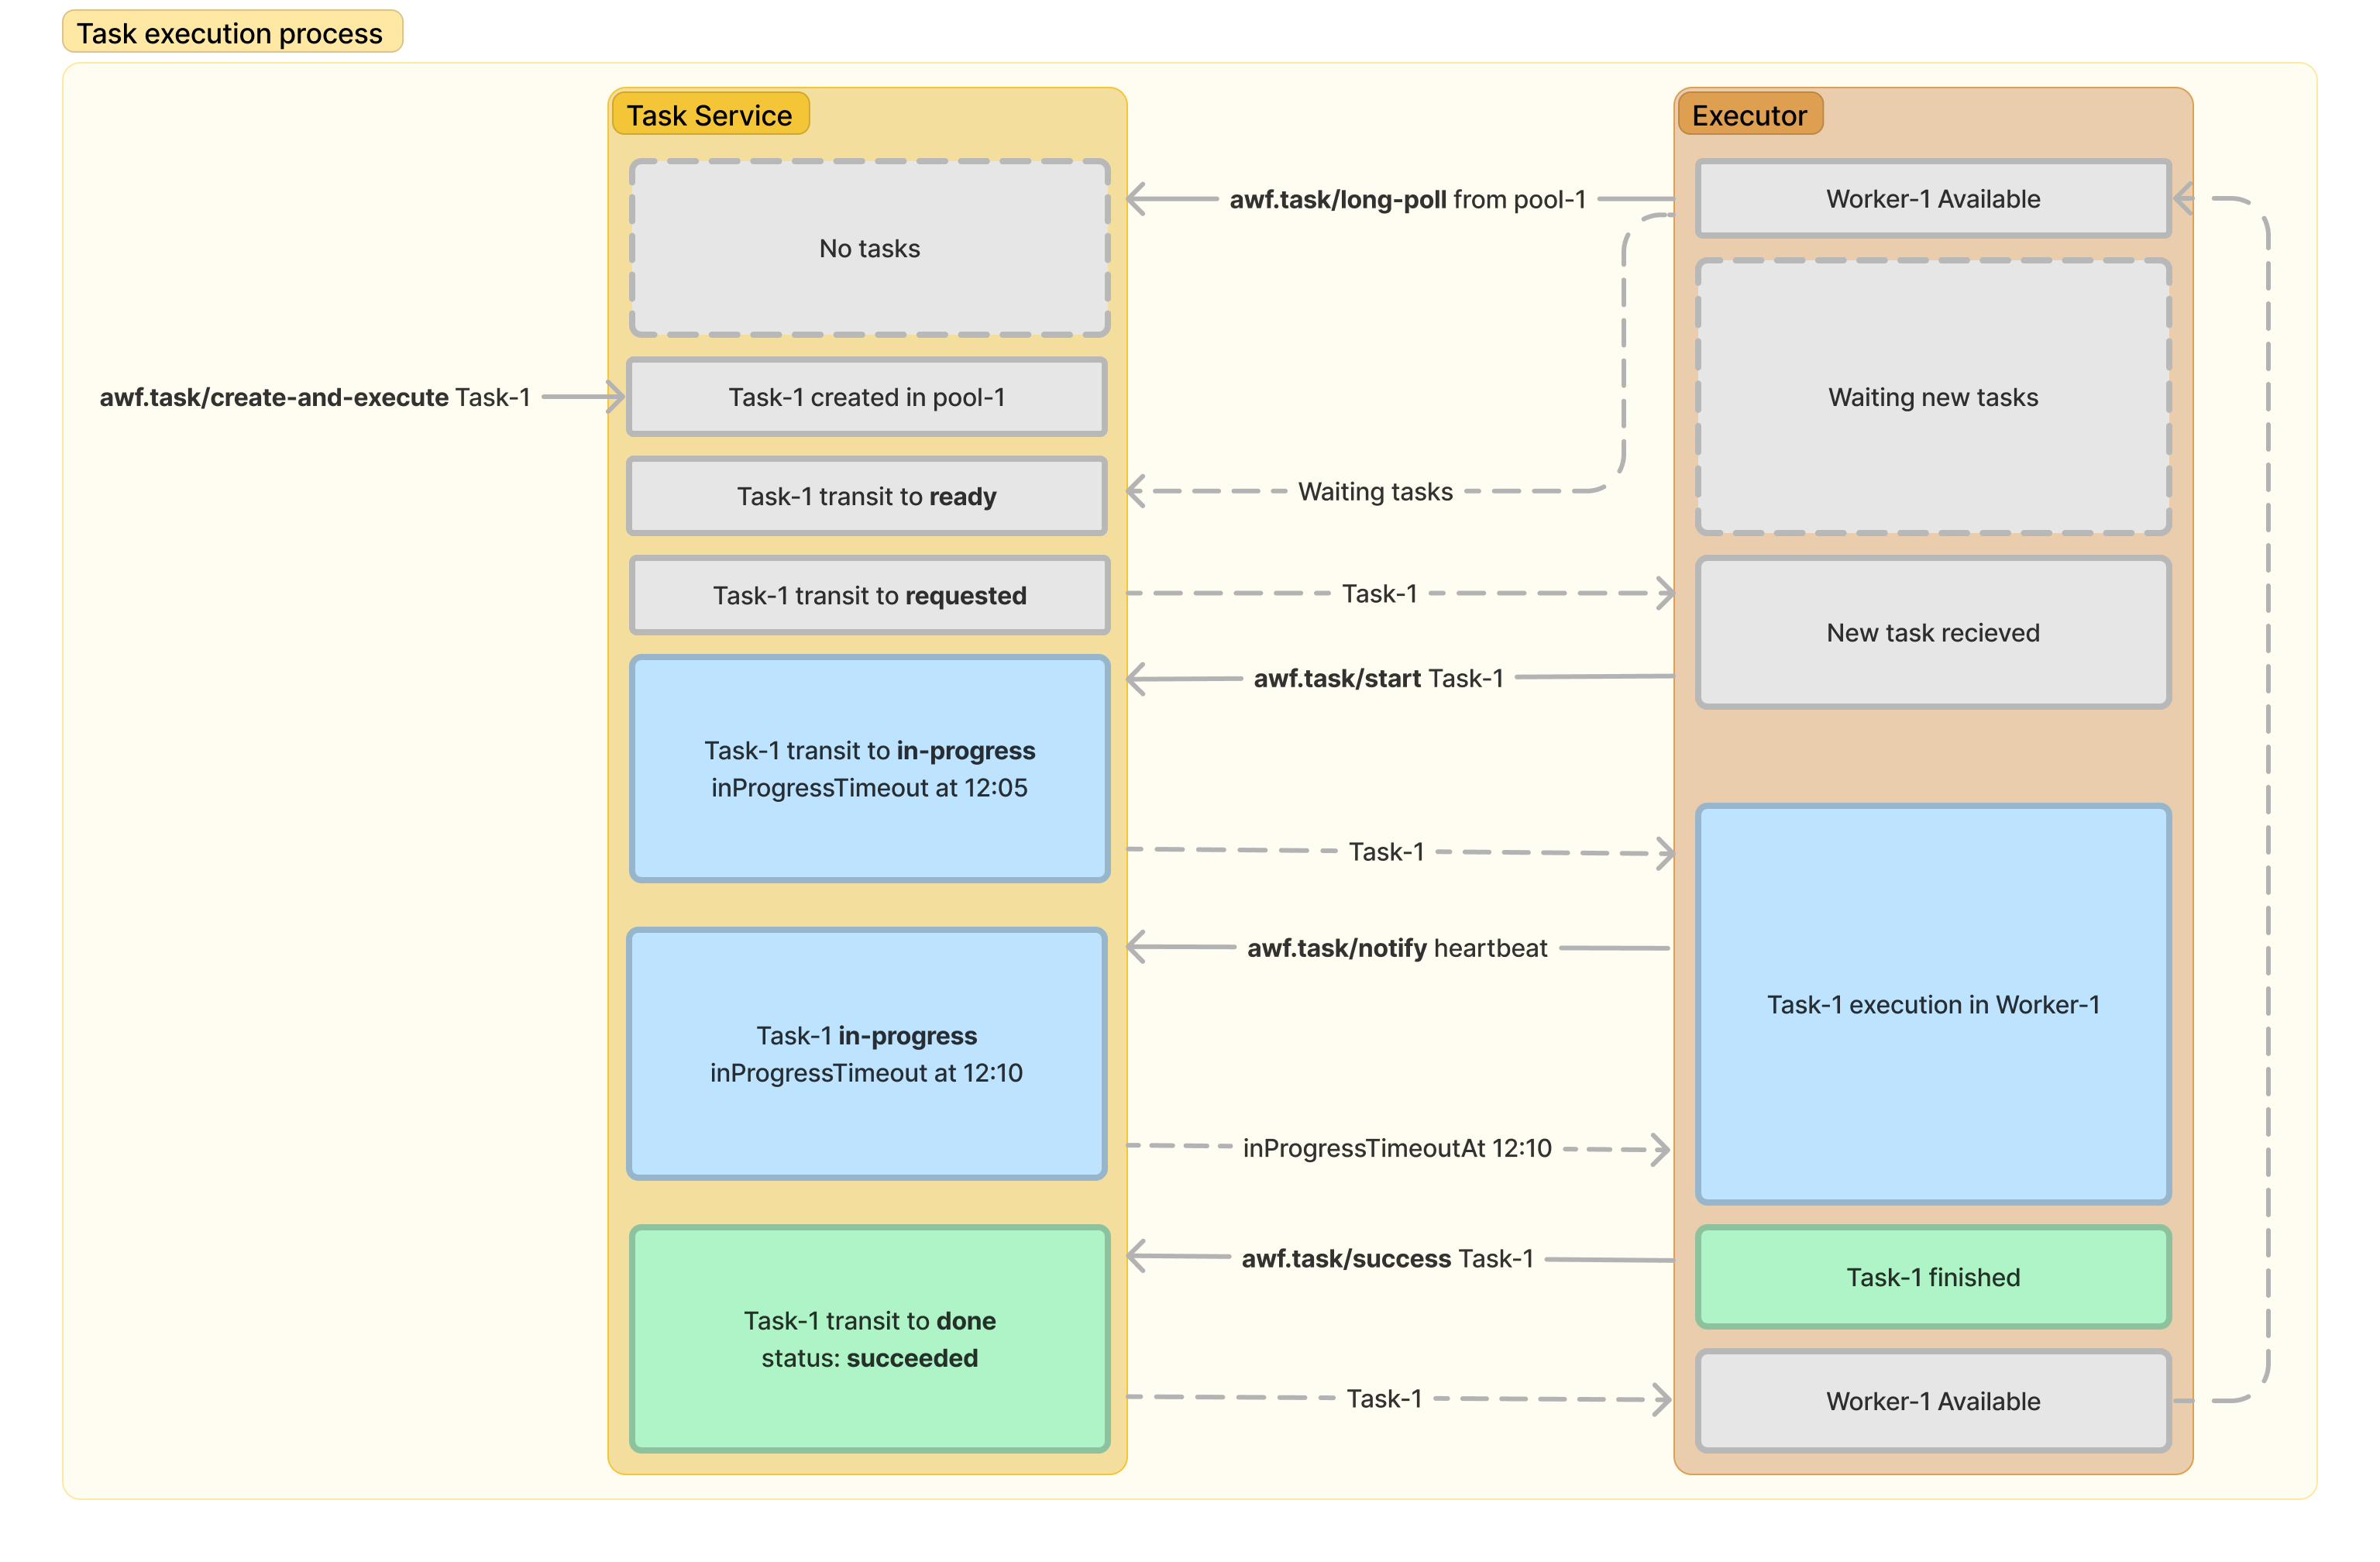 Task execution process
Task Service
Executor
No tasks
awf.task/long-poll from pool-1
Worker-1 Available
awf.task/create-and-execute Task-1
Task-1 created in pool-1
Waiting new tasks
Task-1 transit to ready
Waiting tasks
Task-1 transit to requested
Task-1
New task recieved
awf.task/start Task-1
Task-1 transit to in-progress
inProgressTimeout at 12:05
Task-1
awf.task/notify heartbeat
Task-1 execution in Worker-1
Task-1 in-progress
inProgressTimeout at 12:10
inProgressTimeoutAt 12:10
awf.task/success Task-1
Task-1 finished
Task-1 transit to done
status: succeeded
Task-1
Worker-1 Available